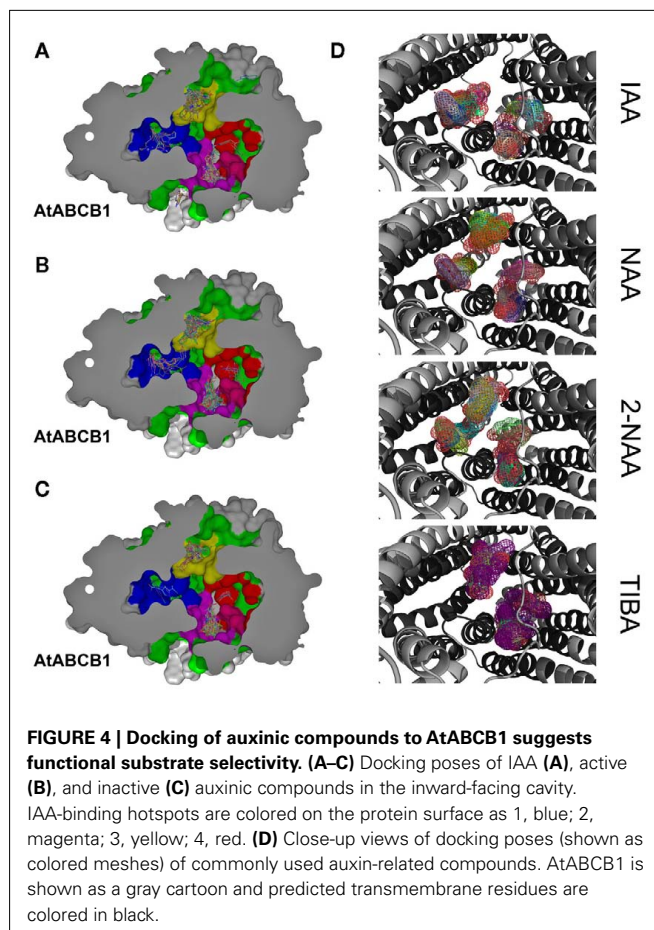 A
D
AtABCB1
IAA
B
NAA
AtABCB1
C
2-NAA
TIBA
AtABCB1
FIGURE 4 | Docking of auxinic compounds to AtABCB1 suggests
functional substrate selectivity. (A–C) Docking poses of IAA (A), active
(B), and inactive (C) auxinic compounds in the inward-facing cavity.
IAA-binding hotspots are colored on the protein surface as 1, blue; 2,
magenta; 3, yellow; 4, red. (D) Close-up views of docking poses (shown as
colored meshes) of commonly used auxin-related compounds. AtABCB1 is
shown as a gray cartoon and predicted transmembrane residues are
colored in black.